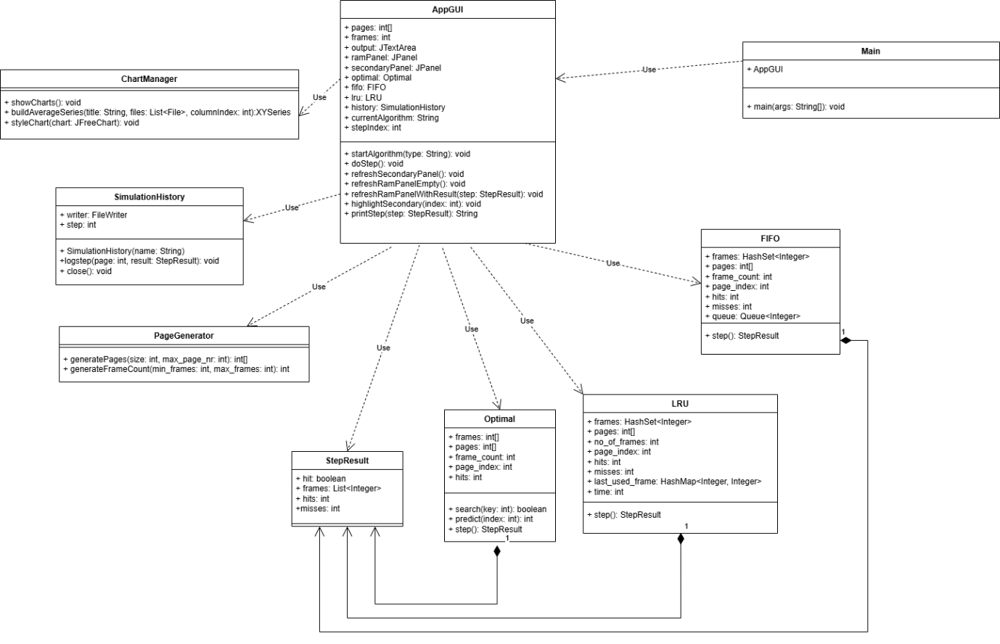 AppGUI
+ pages: int[]
+ frames: int
+ output: JTextArea
+ ramPanel: JPanel
+ secondaryPanel: JPanel
+ optimal: Optimal
+ fifo: FIFO
+ lru: LRU
+ history: SimulationHistory
+ currentAlgorithm: String
+ stepIndex: int
+ startAlgorithm(type: String): void
+ doStep(): void
+ refreshSecondaryPanel(): void
+ refreshRamPanelEmpty(): void
+ refreshRamPanelWithResult(step: StepResult): void
+ highlightSecondary(index: int): void
+ printStep(step: StepResult): String
Main
+ AppGUI
+ main(args: String[]): void
Use
ChartManager
+ showCharts(): void
+ buildAverageSeries(title: String, files: List<File>, columnIndex: int):XYSeries
+ styleChart(chart: JFreeChart): void
Use
SimulationHistory
+ writer: FileWriter
+ step: int
+ SimulationHistory(name: String)
+logstep(page: int, result: StepResult): void
+ close(): void
Use
PageGenerator
+ generatePages(size: int, max_page_nr: int): int[]
+ generateFrameCount(min_frames: int, max_frames: int): int
Use
Use
Use
Use
Use
FIFO
+ frames: HashSet<Integer>
+ pages: int[]
+ frame_count: int
+ page_index: int
+ hits: int
+ misses: int
+ queue: Queue<Integer>
+ step(): StepResult
1
LRU
+ frames: HashSet<Integer>
+ pages: int[]
+ no_of_frames: int
+ page_index: int
+ hits: int
+ misses: int
+ last_used_frame: HashMap<Integer, Integer>
+ time: int
+ step(): StepResult
1
Optimal
+ frames: int[]
+ pages: int[]
+ frame_count: int
+ page_index: int
+ hits: int
+ search(key: int): boolean
+ predict(index: int): int
+ step(): StepResult
1
StepResult
+ hit: boolean
+ frames: List<Integer>
+ hits: int
+misses: int